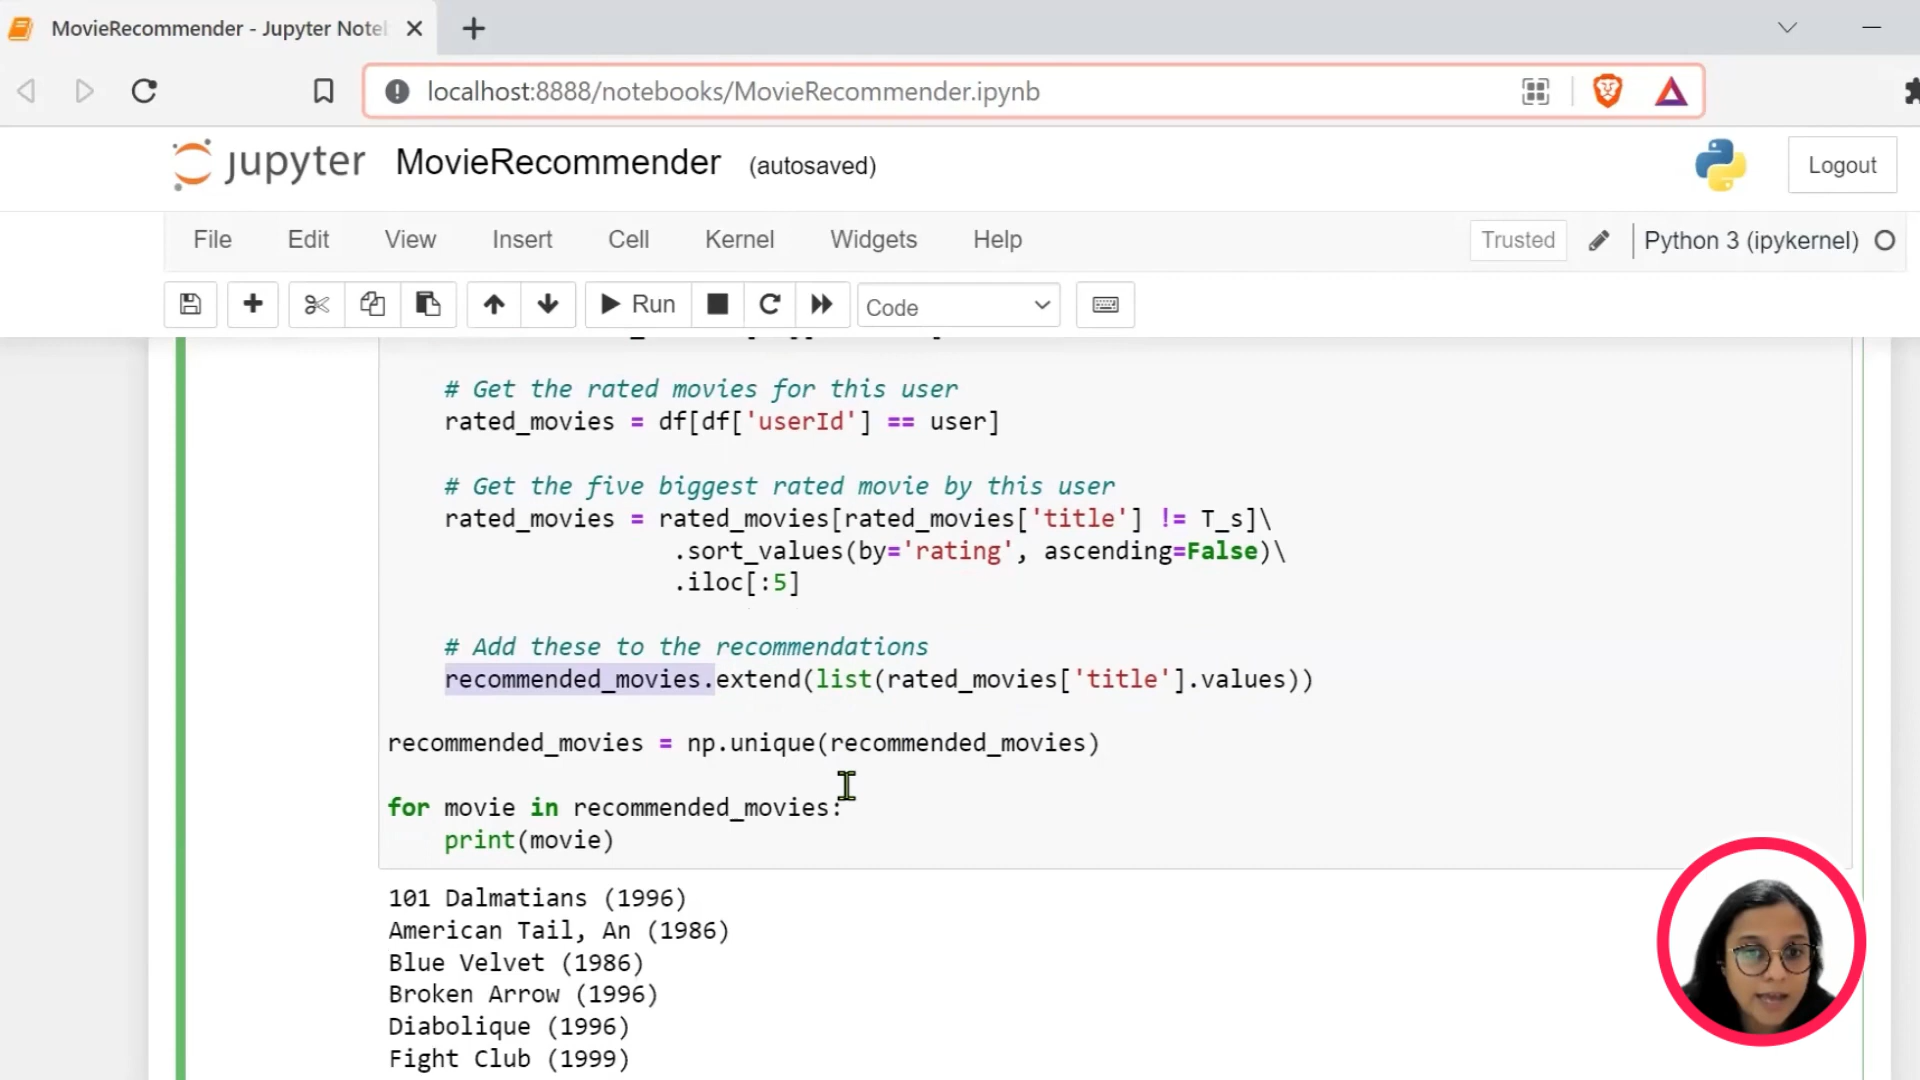 MovieRecommender - Jupyter Note
localhost:8888/notebooks/MovieRecommender.ipynb
jupyter MovieRecommender (autosaved) Logout
File Edit View Insert Cell Kernel Widgets Help Trusted Python 3 (ipykernel)
Run Code
# Get the rated movies for this user
rated_movies = df[df['userId'] == user]
# Get the five biggest rated movie by this user
rated_movies = rated_movies[rated_movies['title'] != T_s]\
.sort_values(by='rating', ascending=False)\
.iloc[:5]
# Add these to the recommendations
recommended_movies.extend(list(rated_movies['title'].values))
recommended_movies = np.unique(recommended_movies)
for movie in recommended_movies:
print(movie)
101 Dalmatians (1996)
American Tail, An (1986)
Blue Velvet (1986)
Broken Arrow (1996)
Diabolique (1996)
Fight Club (1999)